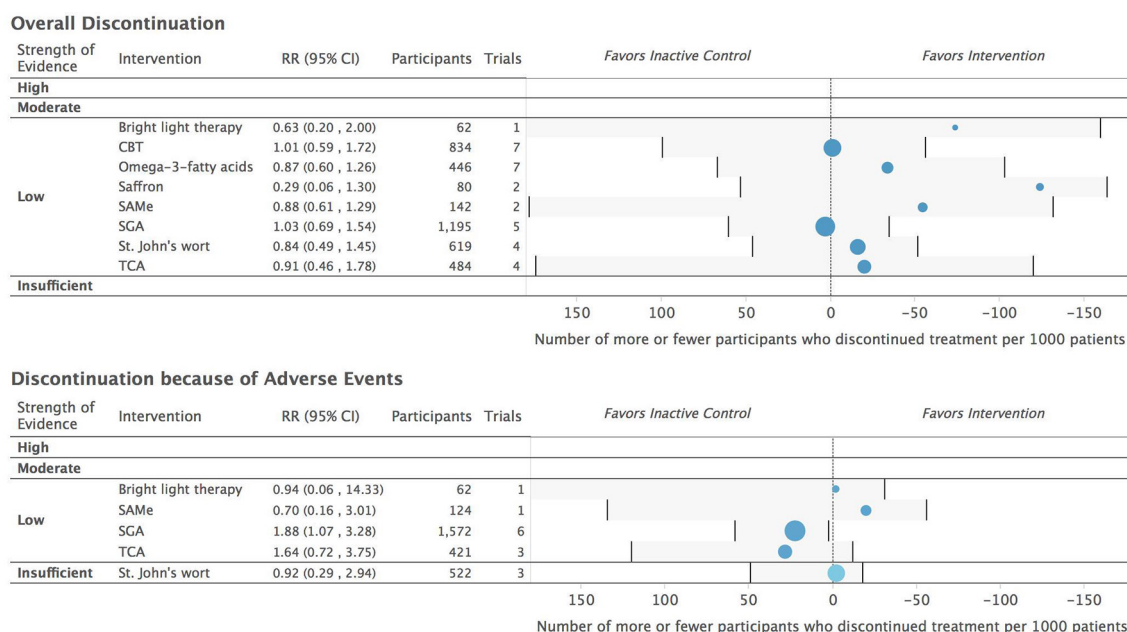 Overall Discontinuation
Strength of Evidence Intervention RR (95% CI) Participants Trials Favors Inactive Control Favors Intervention
High
Moderate
Bright light therapy 0.63 (0.20 , 2.00) 62 1
CBT 1.01 (0.59 , 1.72) 834 7
Omega-3-fatty acids 0.87 (0.60 , 1.26) 446 7
Saffron 0.29 (0.06 , 1.30) 80 2
Low
SAMe 0.88 (0.61 , 1.29) 142 2
SGA 1.03 (0.69 , 1.54) 1,195 5
St. John's wort 0.84 (0.49 , 1.45) 619 4
TCA 0.91 (0.46 , 1.78) 484 4
Insufficient
150 100 50 0 -50 -100 -150
Number of more or fewer participants who discontinued treatment per 1000 patients
Discontinuation because of Adverse Events
Strength of Evidence Intervention RR (95% CI) Participants Trials Favors Inactive Control Favors Intervention
High
Moderate
Bright light therapy 0.94 (0.06 , 14.33) 62 1
SAMe 0.70 (0.16 , 3.01) 124 1
Low
SGA 1.88 (1.07 , 3.28) 1,572 6
TCA 1.64 (0.72 , 3.75) 421 3
Insufficient St. John's wort 0.92 (0.29 , 2.94) 522 3
150 100 50 0 -50 -100 -150
Number of more or fewer participants who discontinued treatment per 1000 patients